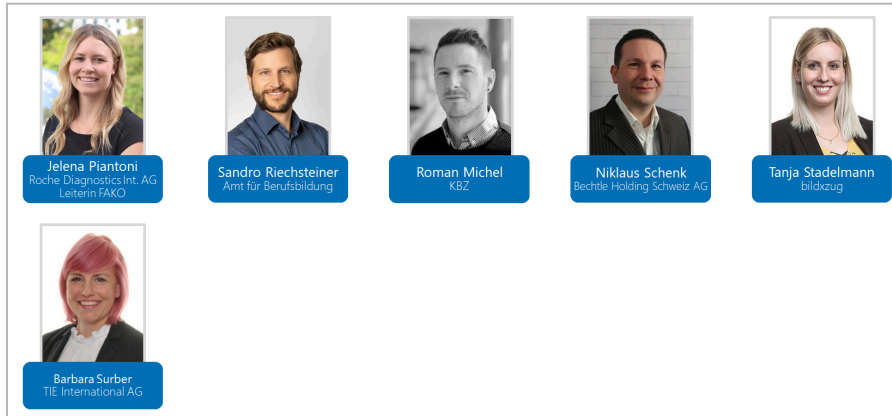 Jelena Piantoni
Roche Diagnostics Int. AG
Leiterin FAKO
Sandro Riechsteiner
Amt für Berufsbildung
Roman Michel
KBZ
Niklaus Schenk
Bechtle Holding Schweiz AG
Tanja Stadelmann
bildxzug
Barbara Surber
TIE International AG